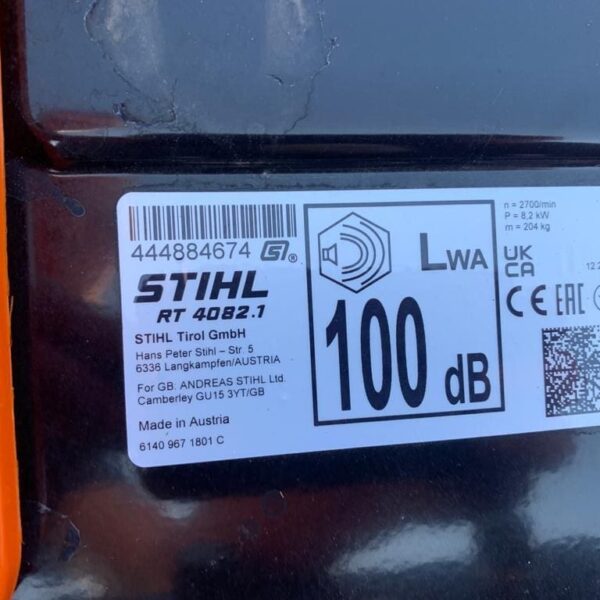 444884674
STIHL
RT 4082.1
STIHL Tirol GmbH
Hans Peter Stihl – Str. 5
6336 Langkampfen/AUSTRIA
For GB: ANDREAS STIHL Ltd.
Camberley GU15 3YT/GB
Made in Austria
6140 967 1801 C
LWA
100 dB
n = 2700/min
P = 8,2 kW
m = 204 kg
UK
CA
CE EAC